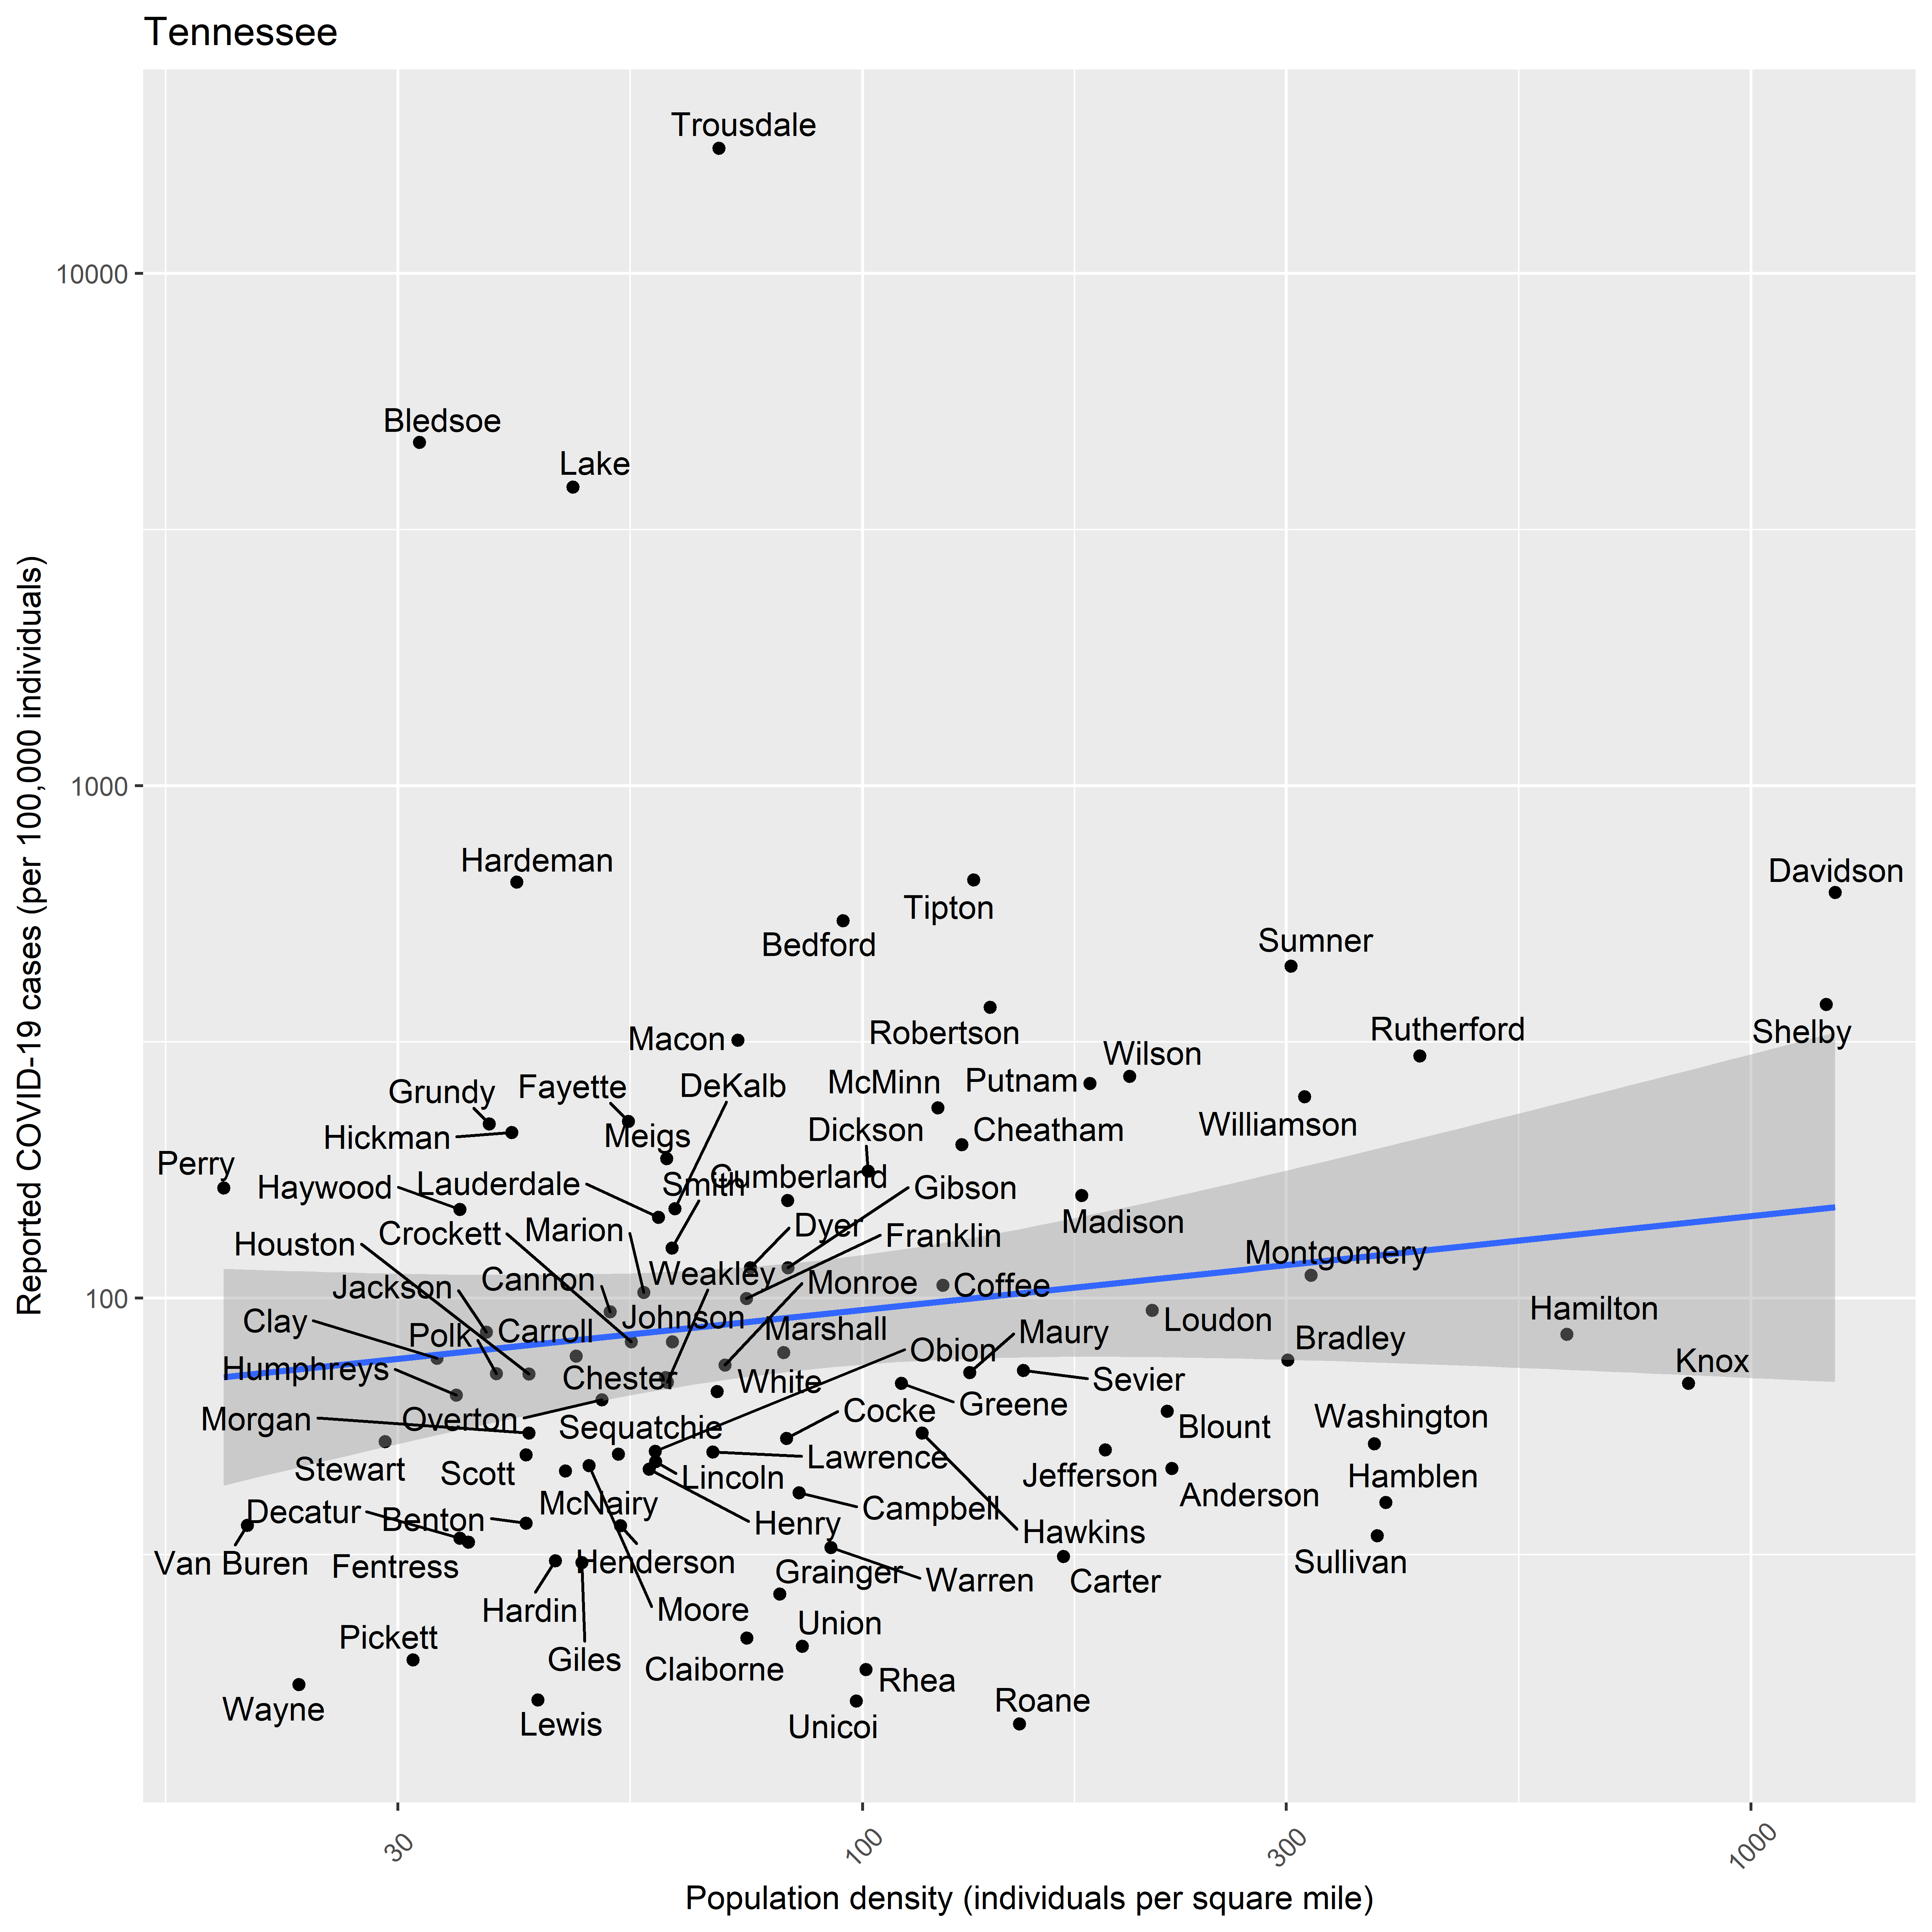 Tennessee
Trousdale
10000
Bledsoe
Lake
1000
Hardeman
Davidson
Tipton
Bedford
Sumner
Robertson
Rutherford
Shelby
Macon
Wilson
Putnam
McMinn
DeKalb
Fayette
Grundy
Williamson
Hickman
Meigs
Dickson
Cheatham
Perry
Haywood
Lauderdale
Smith
Cumberland
Gibson
Madison
Crockett
Marion
Dyer
Franklin
Houston
Montgomery
Jackson
Cannon
Weakley
Monroe
Coffee
100
Clay
Polk
Carroll
Johnson
Marshall
Maury
Loudon
Hamilton
Bradley
Obion
Knox
Humphreys
Chester
White
Sevier
Greene
Morgan
Overton
Sequatchie
Cocke
Blount
Washington
Stewart
Scott
Lincoln
Lawrence
Jefferson
Hamblen
Decatur
Benton
McNairy
Henry
Campbell
Anderson
Hawkins
Van Buren
Fentress
Henderson
Grainger
Warren
Carter
Sullivan
Hardin
Moore
Union
Pickett
Giles
Claiborne
Rhea
Wayne
Lewis
Unicoi
Roane
30
100
300
1000
Population density (individuals per square mile)
Reported COVID-19 cases (per 100,000 individuals)